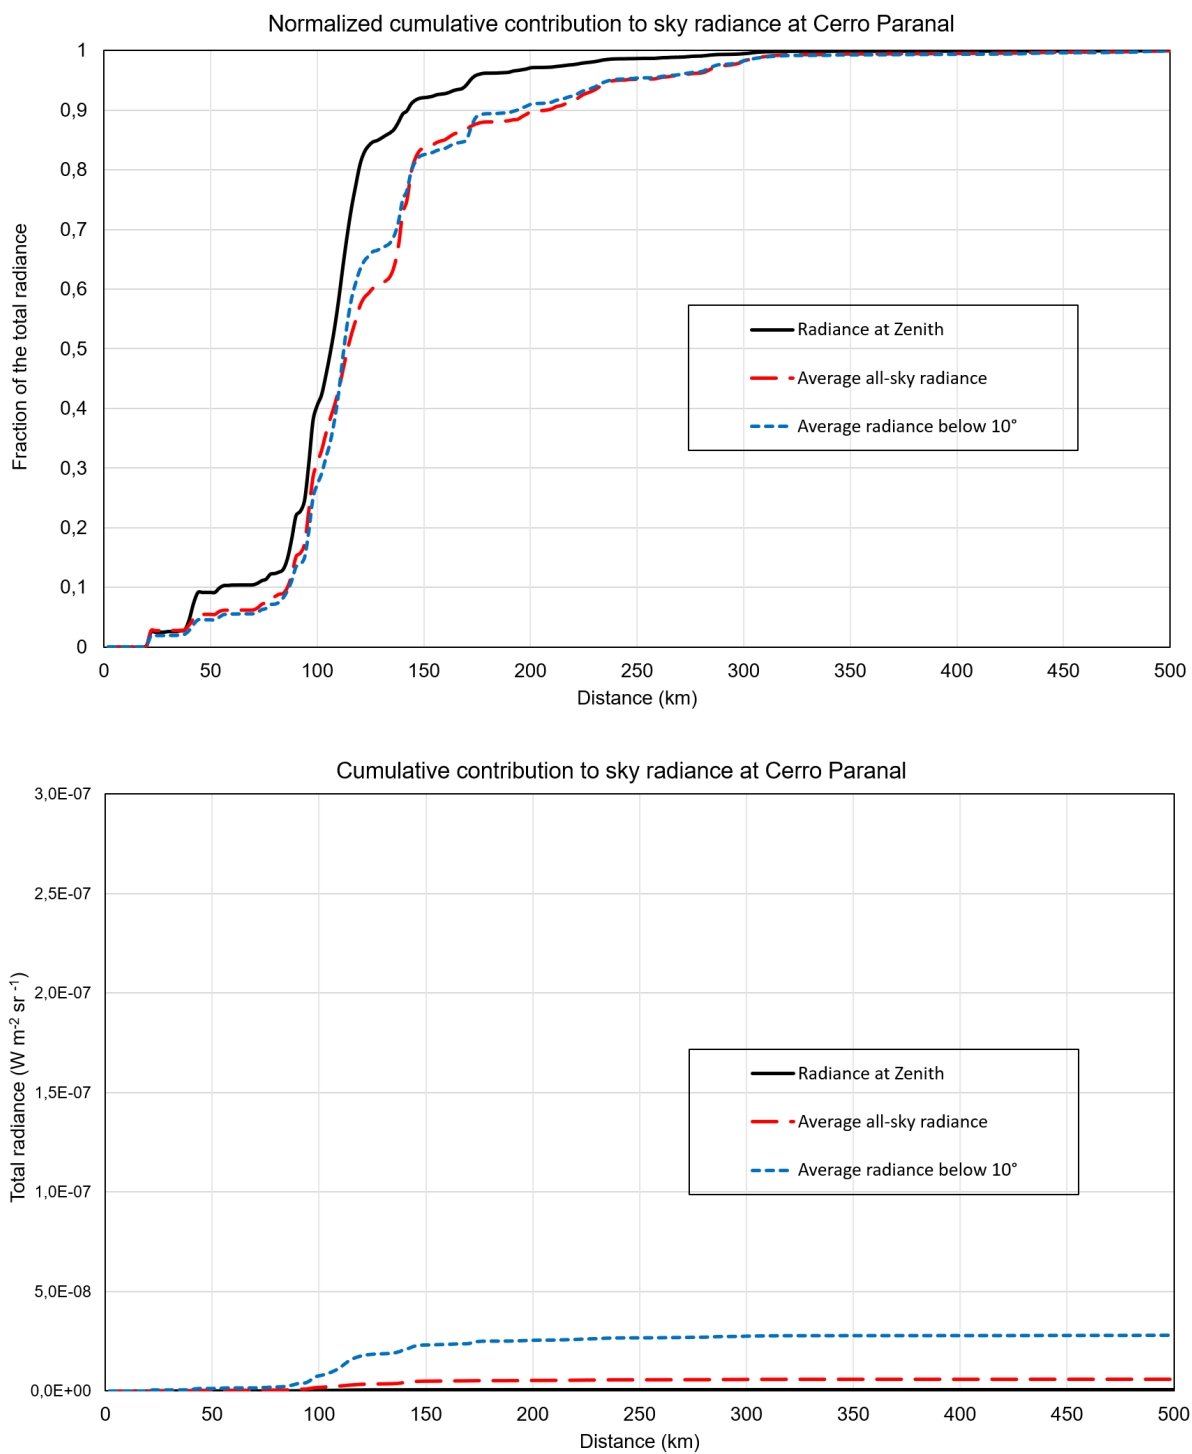 Normalized cumulative contribution to sky radiance at Cerro Paranal
1
0,9
0,8
0,7
0,6
0,5
0,4
0,3
0,2
0,1
0
Fraction of the total radiance
Radiance at Zenith
Average all-sky radiance
Average radiance below 10°
0 50 100 150 200 250 300 350 400 450 500
Distance (km)
Cumulative contribution to sky radiance at Cerro Paranal
3,0E-07
2,5E-07
2,0E-07
1,5E-07
1,0E-07
5,0E-08
0,0E+00
Total radiance (W m⁻² sr ⁻¹)
Radiance at Zenith
Average all-sky radiance
Average radiance below 10°
0 50 100 150 200 250 300 350 400 450 500
Distance (km)